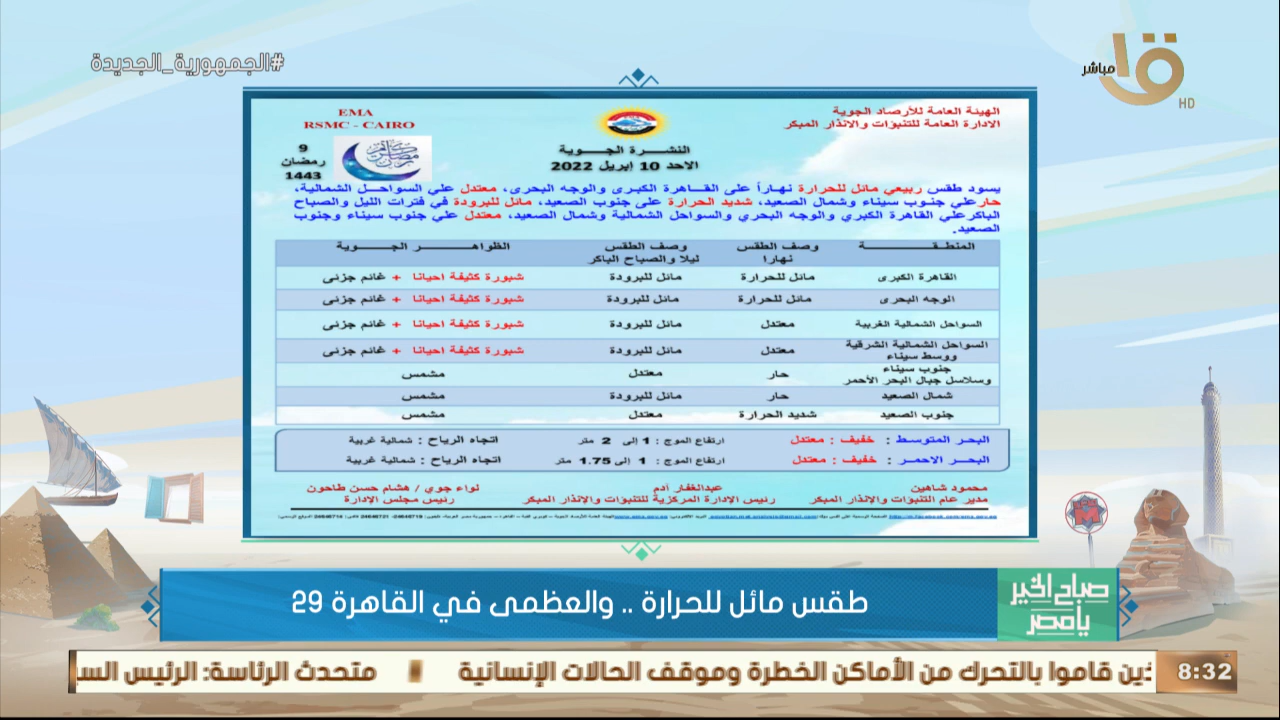 #الجمهورية_الجديدة
مباشر
HD
الهيئة العامة للأرصاد الجوية
الادارة العامة للتنبؤات والانذار المبكر
EMA
RSMC - CAIRO
9
رمضان
1443
النشرة الجوية
الاحد 10 إبريل 2022
يسود طقس ربيعي مائل للحرارة نهاراً على القاهرة الكبرى والوجه البحرى، معتدل علي السواحل الشمالية،
حار علي جنوب سيناء وشمال الصعيد، شديد الحرارة على جنوب الصعيد، مائل للبرودة في فترات الليل والصباح
الباكر علي القاهرة الكبري والوجه البحري والسواحل الشمالية وشمال الصعيد، معتدل علي جنوب سيناء وجنوب
الصعيد.
المنطقة وصف الطقس نهارا وصف الطقس ليلا والصباح الباكر الظواهر الجوية
القاهرة الكبرى مائل للحرارة مائل للبرودة شبورة كثيفة احيانا + غائم جزئى
الوجه البحرى مائل للحرارة مائل للبرودة شبورة كثيفة احيانا + غائم جزئى
السواحل الشمالية الغربية معتدل مائل للبرودة شبورة كثيفة احيانا + غائم جزئى
السواحل الشمالية الشرقية ووسط سيناء معتدل مائل للبرودة شبورة كثيفة احيانا + غائم جزئى
جنوب سيناء وسلاسل جبال البحر الأحمر حار معتدل مشمس
شمال الصعيد حار مائل للبرودة مشمس
جنوب الصعيد شديد الحرارة معتدل مشمس
البحر المتوسط : خفيف : معتدل ارتفاع الموج : 1 إلى 2 متر اتجاه الرياح : شمالية غربية
البحر الاحمر : خفيف : معتدل ارتفاع الموج : 1 إلى 1.75 متر اتجاه الرياح : شمالية غربية
محمود شاهين
مدير عام التنبؤات والإنذار المبكر
عبدالغفار آدم
رئيس الإدارة المركزية للتنبؤات والإنذار المبكر
لواء جوي / هشام حسن طاحون
رئيس مجلس الإدارة
صباح الخير
يا مصر
طقس مائل للحرارة .. والعظمى في القاهرة 29
8:32
ذين قاموا بالتحرك من الأماكن الخطرة وموقف الحالات الإنسانية
متحدث الرئاسة: الرئيس الس